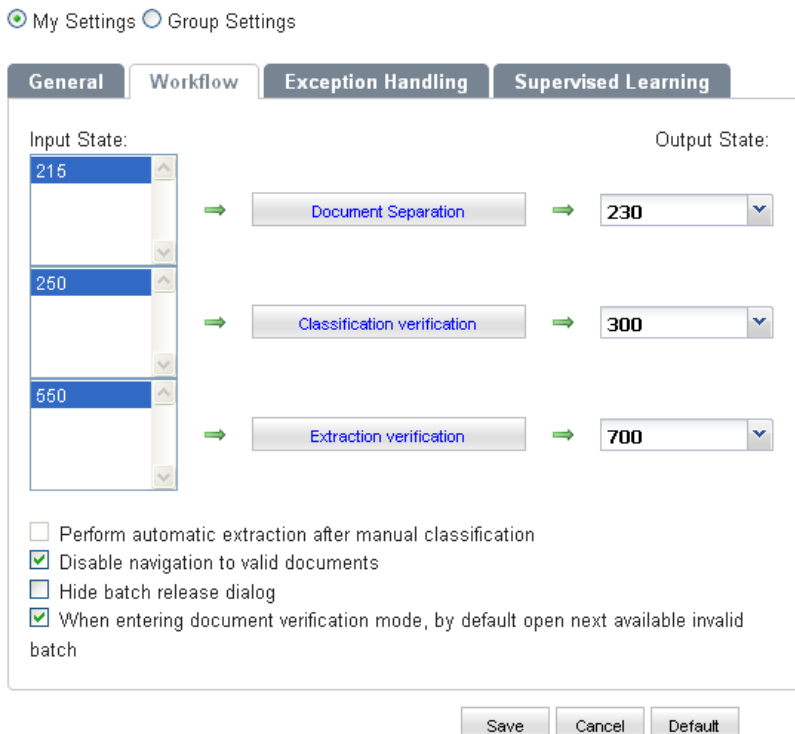 My Settings Group Settings
General Workflow Exception Handling Supervised Learning
Input State: Output State:
215
Document Separation 230
250
Classification verification 300
550
Extraction verification 700
Perform automatic extraction after manual classification
Disable navigation to valid documents
Hide batch release dialog
When entering document verification mode, by default open next available invalid
batch
Save Cancel Default